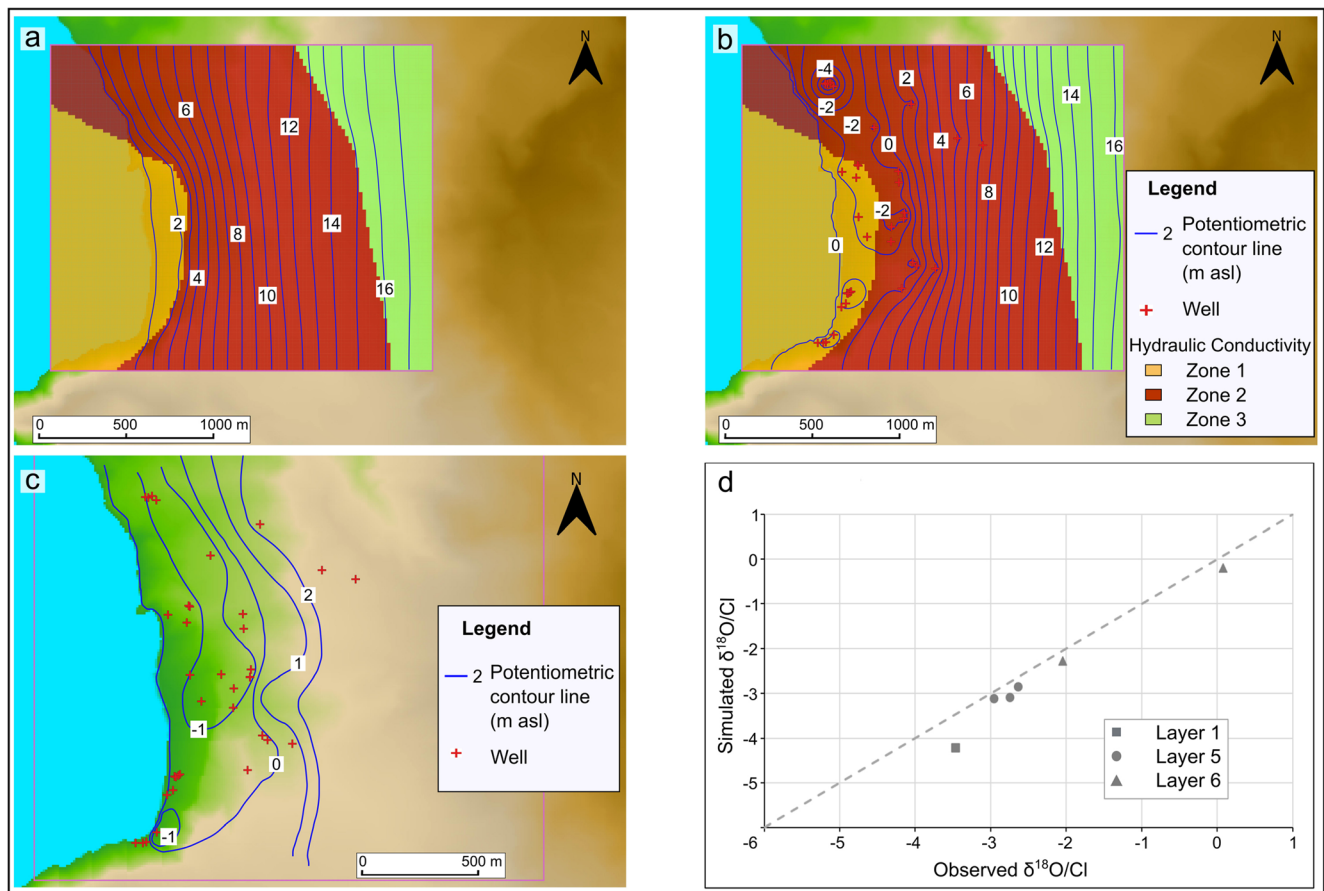 a
N
6
12
2
14
8
4
10
16
0 500 1000 m
b
N
-4
2
-2
6
14
-2
0
4
16
8
-2
0
12
10
0 500 1000 m
Legend
2 Potentiometric
contour line
(m asl)
Well
Hydraulic Conductivity
Zone 1
Zone 2
Zone 3
c
N
2
1
-1
0
-1
0 500 m
Legend
2 Potentiometric
contour line
(m asl)
Well
d
Simulated δ¹⁸O/Cl
1
0
-1
-2
-3
-4
-5
-6
-5 -4 -3 -2 -1 0 1
Observed δ¹⁸O/Cl
Layer 1
Layer 5
Layer 6